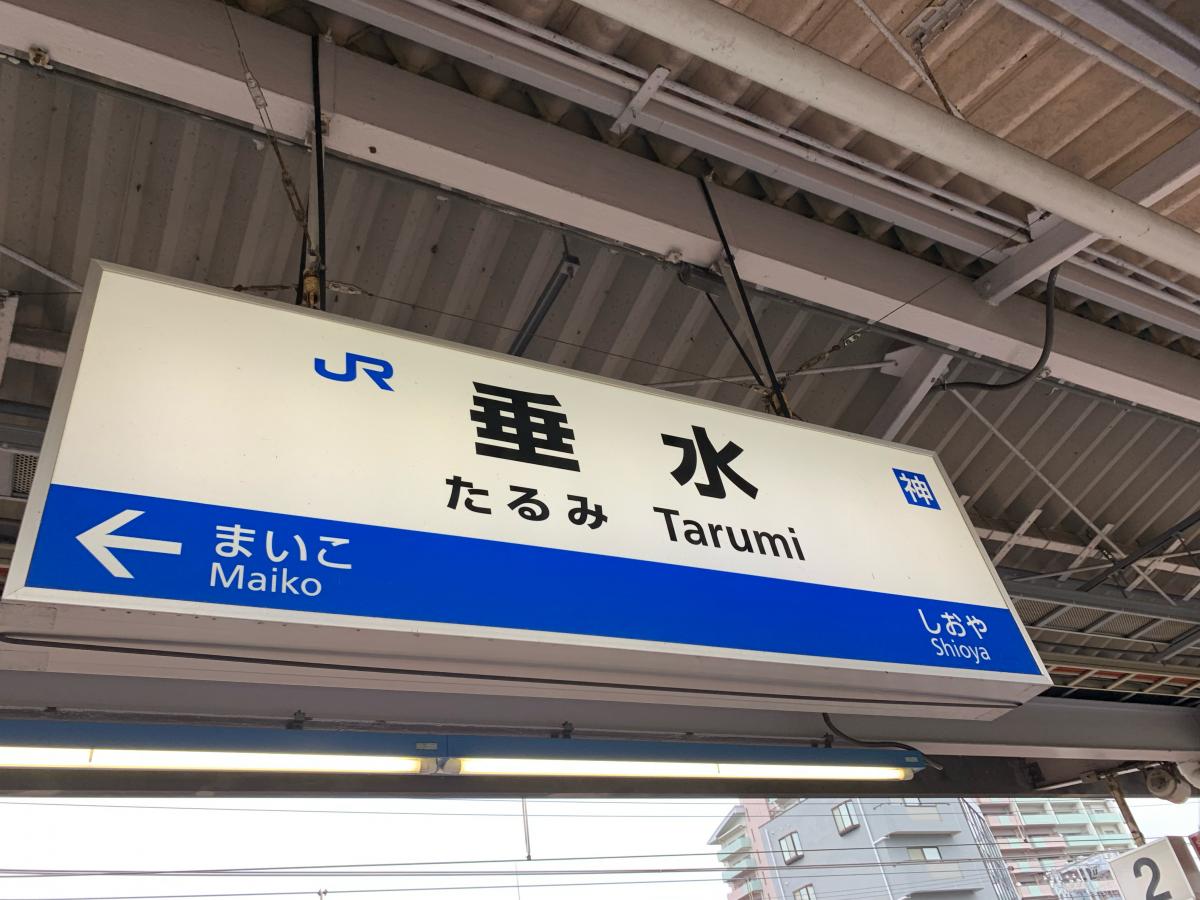 JR
垂水
たるみ Tarumi
神
まいこ
Maiko
しおや
Shioya
2